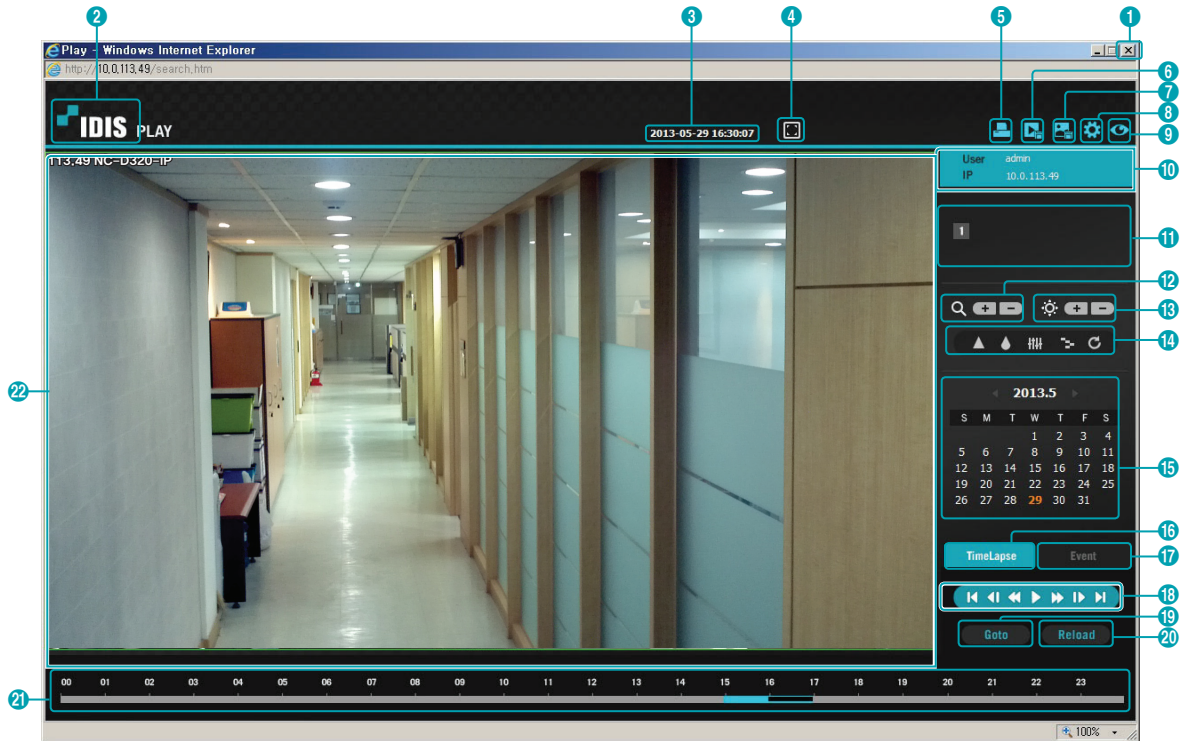 2
3
4
5
1
Play - Windows Internet Explorer
http://10.0.113.49/search.htm
6
7
8
9
IDIS PLAY
2013-05-29 16:30:07
113.49 NC-D320-IP
User admin
IP 10.0.113.49
10
1
11
12
13
14
2013.5
S M T W T F S
1 2 3 4
5 6 7 8 9 10 11
12 13 14 15 16 17 18
19 20 21 22 23 24 25
26 27 28 29 30 31
15
22
16
TimeLapse Event
17
18
19
Goto Reload
20
21
00 01 02 03 04 05 06 07 08 09 10 11 12 13 14 15 16 17 18 19 20 21 22 23
100%